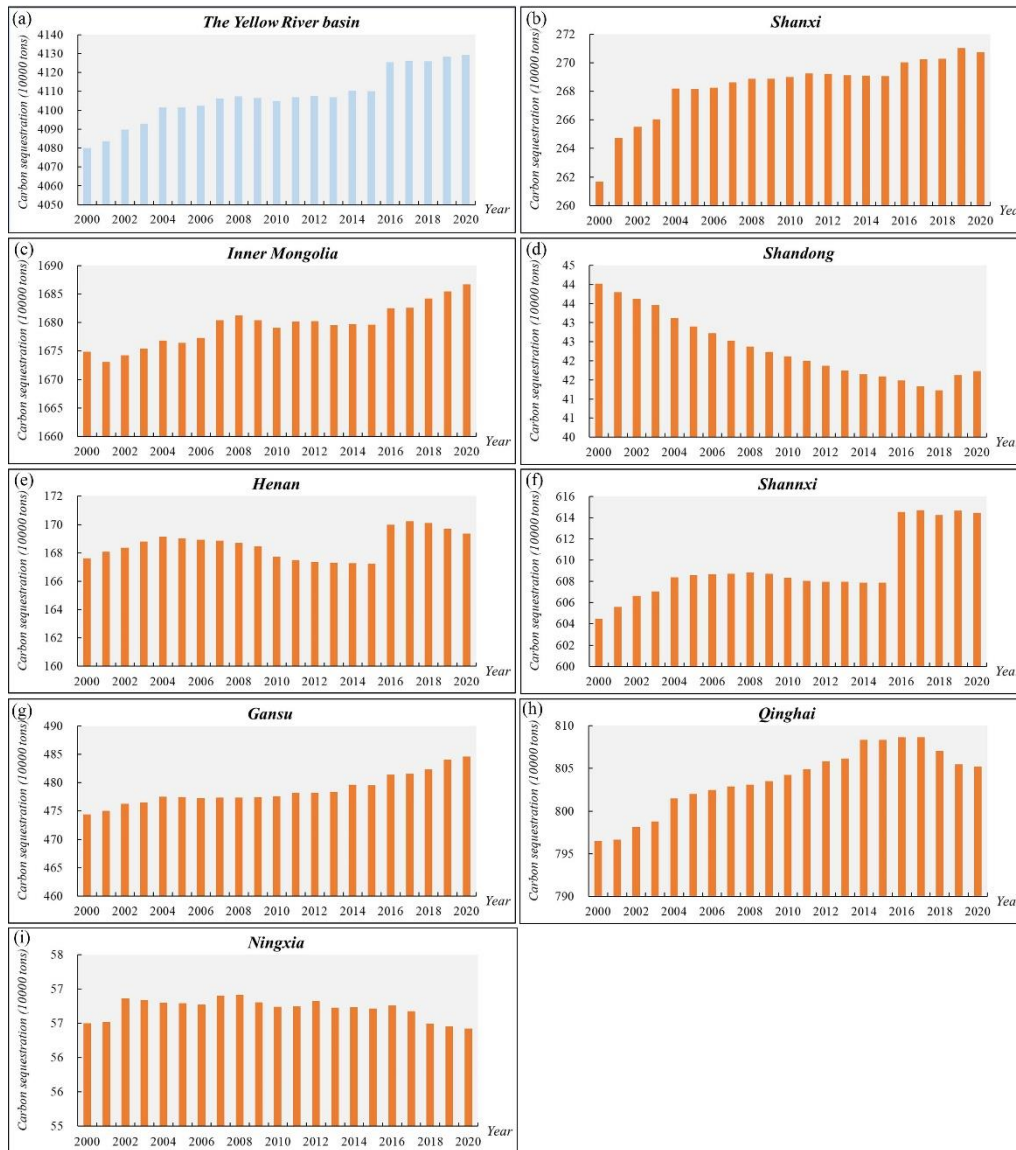 (a)
The Yellow River basin
Carbon sequestration (10000 tons)
4140
4130
4120
4110
4100
4090
4080
4070
4060
4050
2000 2002 2004 2006 2008 2010 2012 2014 2016 2018 2020
Year
(b)
Shanxi
Carbon sequestration (10000 tons)
272
270
268
266
264
262
260
2000 2002 2004 2006 2008 2010 2012 2014 2016 2018 2020
Year
(c)
Inner Mongolia
Carbon sequestration (10000 tons)
1690
1685
1680
1675
1670
1665
1660
2000 2002 2004 2006 2008 2010 2012 2014 2016 2018 2020
Year
(d)
Shandong
Carbon sequestration (10000 tons)
45
44
44
43
43
42
42
41
41
40
2000 2002 2004 2006 2008 2010 2012 2014 2016 2018 2020
Year
(e)
Henan
Carbon sequestration (10000 tons)
172
170
168
166
164
162
160
2000 2002 2004 2006 2008 2010 2012 2014 2016 2018 2020
Year
(f)
Shannxi
Carbon sequestration (10000 tons)
616
614
612
610
608
606
604
602
600
2000 2002 2004 2006 2008 2010 2012 2014 2016 2018 2020
Year
(g)
Gansu
Carbon sequestration (10000 tons)
490
485
480
475
470
465
460
2000 2002 2004 2006 2008 2010 2012 2014 2016 2018 2020
Year
(h)
Qinghai
Carbon sequestration (10000 tons)
810
805
800
795
790
2000 2002 2004 2006 2008 2010 2012 2014 2016 2018 2020
Year
(i)
Ningxia
Carbon sequestration (10000 tons)
58
57
57
56
56
55
2000 2002 2004 2006 2008 2010 2012 2014 2016 2018 2020
Year